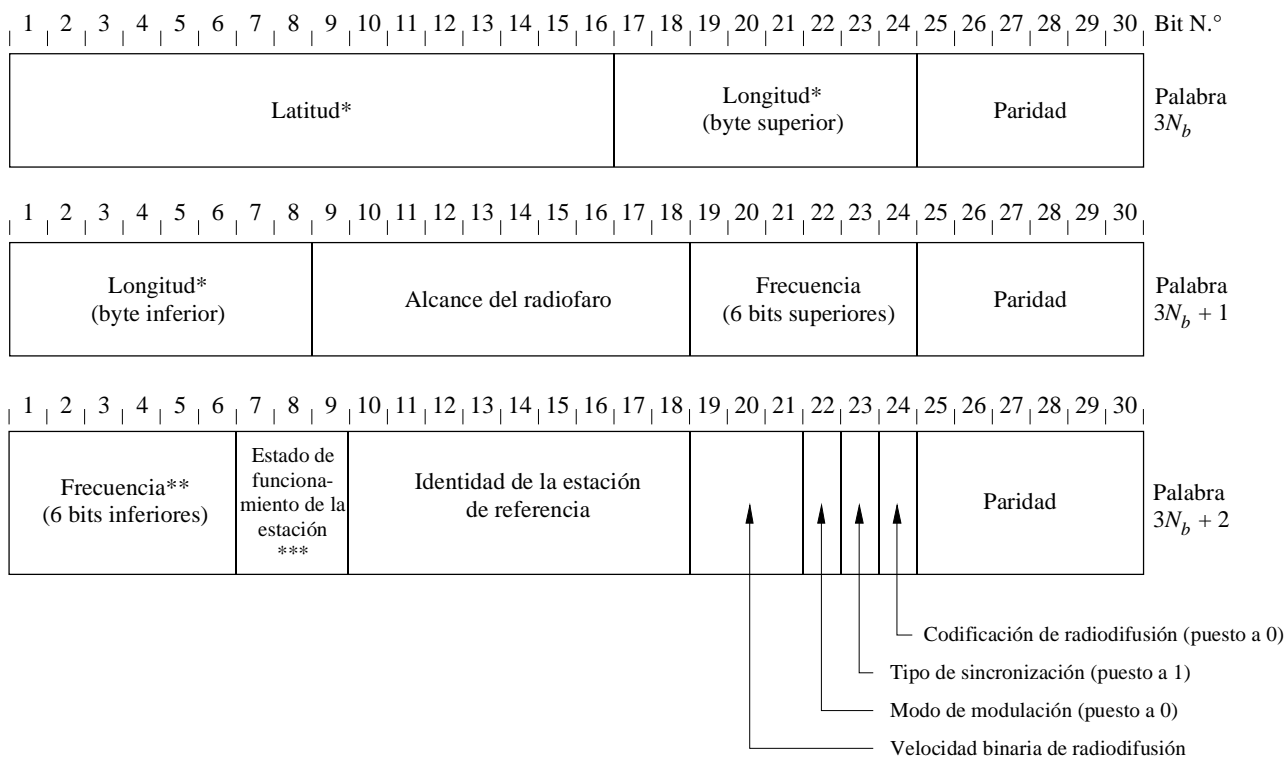 1 2 3 4 5 6 7 8 9 10 11 12 13 14 15 16 17 18 19 20 21 22 23 24 25 26 27 28 29 30 Bit N.°
Latitud*
Longitud*
(byte superior)
Paridad
Palabra
3N_b
1 2 3 4 5 6 7 8 9 10 11 12 13 14 15 16 17 18 19 20 21 22 23 24 25 26 27 28 29 30
Longitud*
(byte inferior)
Alcance del radiofaro
Frecuencia
(6 bits superiores)
Paridad
Palabra
3N_b + 1
1 2 3 4 5 6 7 8 9 10 11 12 13 14 15 16 17 18 19 20 21 22 23 24 25 26 27 28 29 30
Frecuencia**
(6 bits inferiores)
Estado de
funciona-
miento de la
estación
***
Identidad de la estación
de referencia
Paridad
Palabra
3N_b + 2
Codificación de radiodifusión (puesto a 0)
Tipo de sincronización (puesto a 1)
Modo de modulación (puesto a 0)
Velocidad binaria de radiodifusión